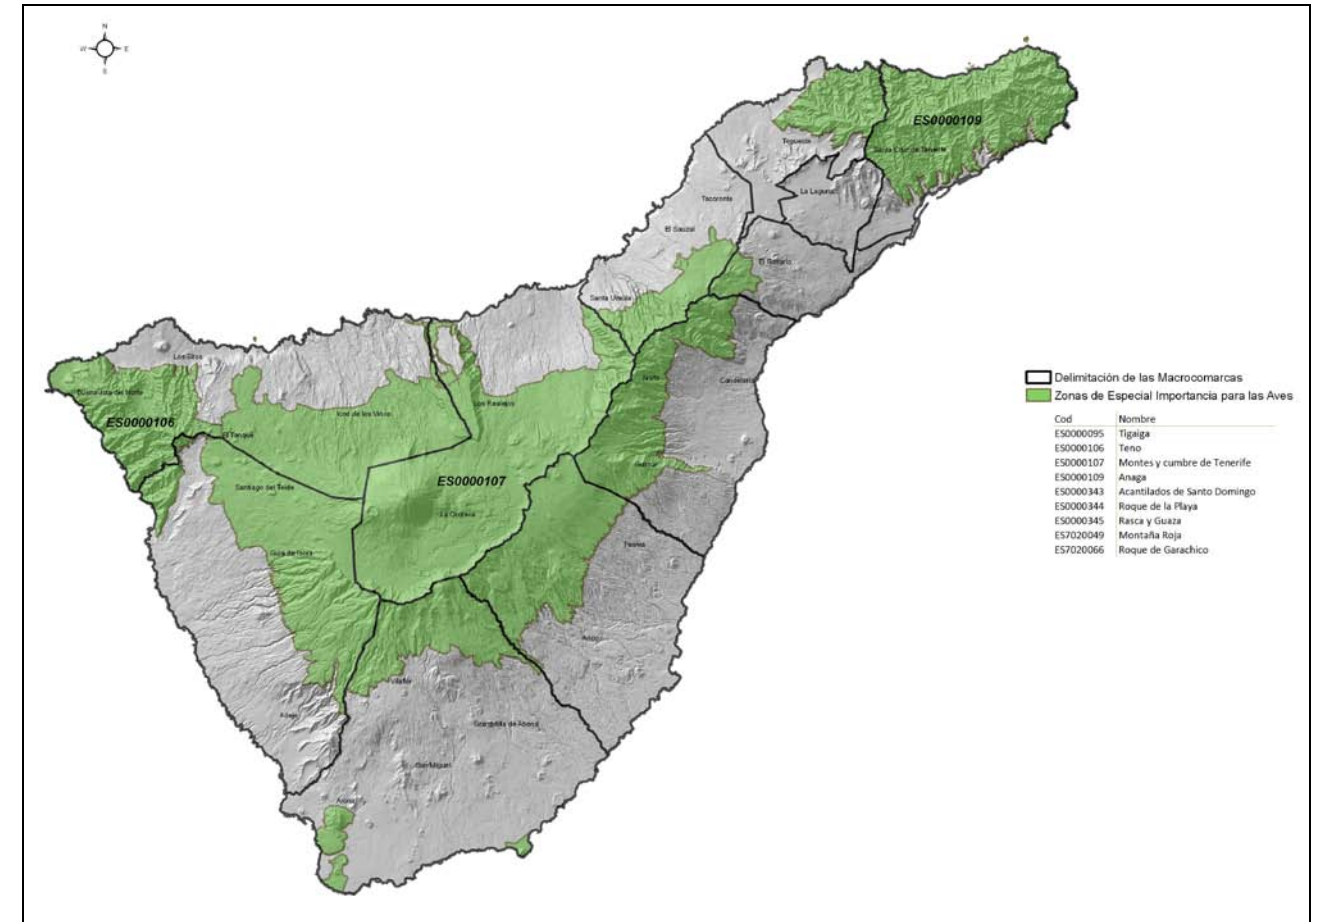 N
W E
S
ES0000109
Santa Cruz de Tenerife
Tegueste
La Laguna
Tacoronte
El Sauzal
El Rosario
Santa Úrsula
Los Silos
Candelaria
Arafo
Buenavista del Norte
Los Realejos
Icod de los Vinos
ES0000106
El Tanque
Güímar
ES0000107
Santiago del Teide
La Orotava
Fasnia
Guía de Isora
Arico
Vilaflor
Adeje
Granadilla de Abona
San Miguel
Arona
Delimitación de las Macrocomarcas
Zonas de Especial Importancia para las Aves
Cod Nombre
ES0000095 Tigaiga
ES0000106 Teno
ES0000107 Montes y cumbre de Tenerife
ES0000109 Anaga
ES0000343 Acantilados de Santo Domingo
ES0000344 Roque de la Playa
ES0000345 Rasca y Guaza
ES7020049 Montaña Roja
ES7020066 Roque de Garachico